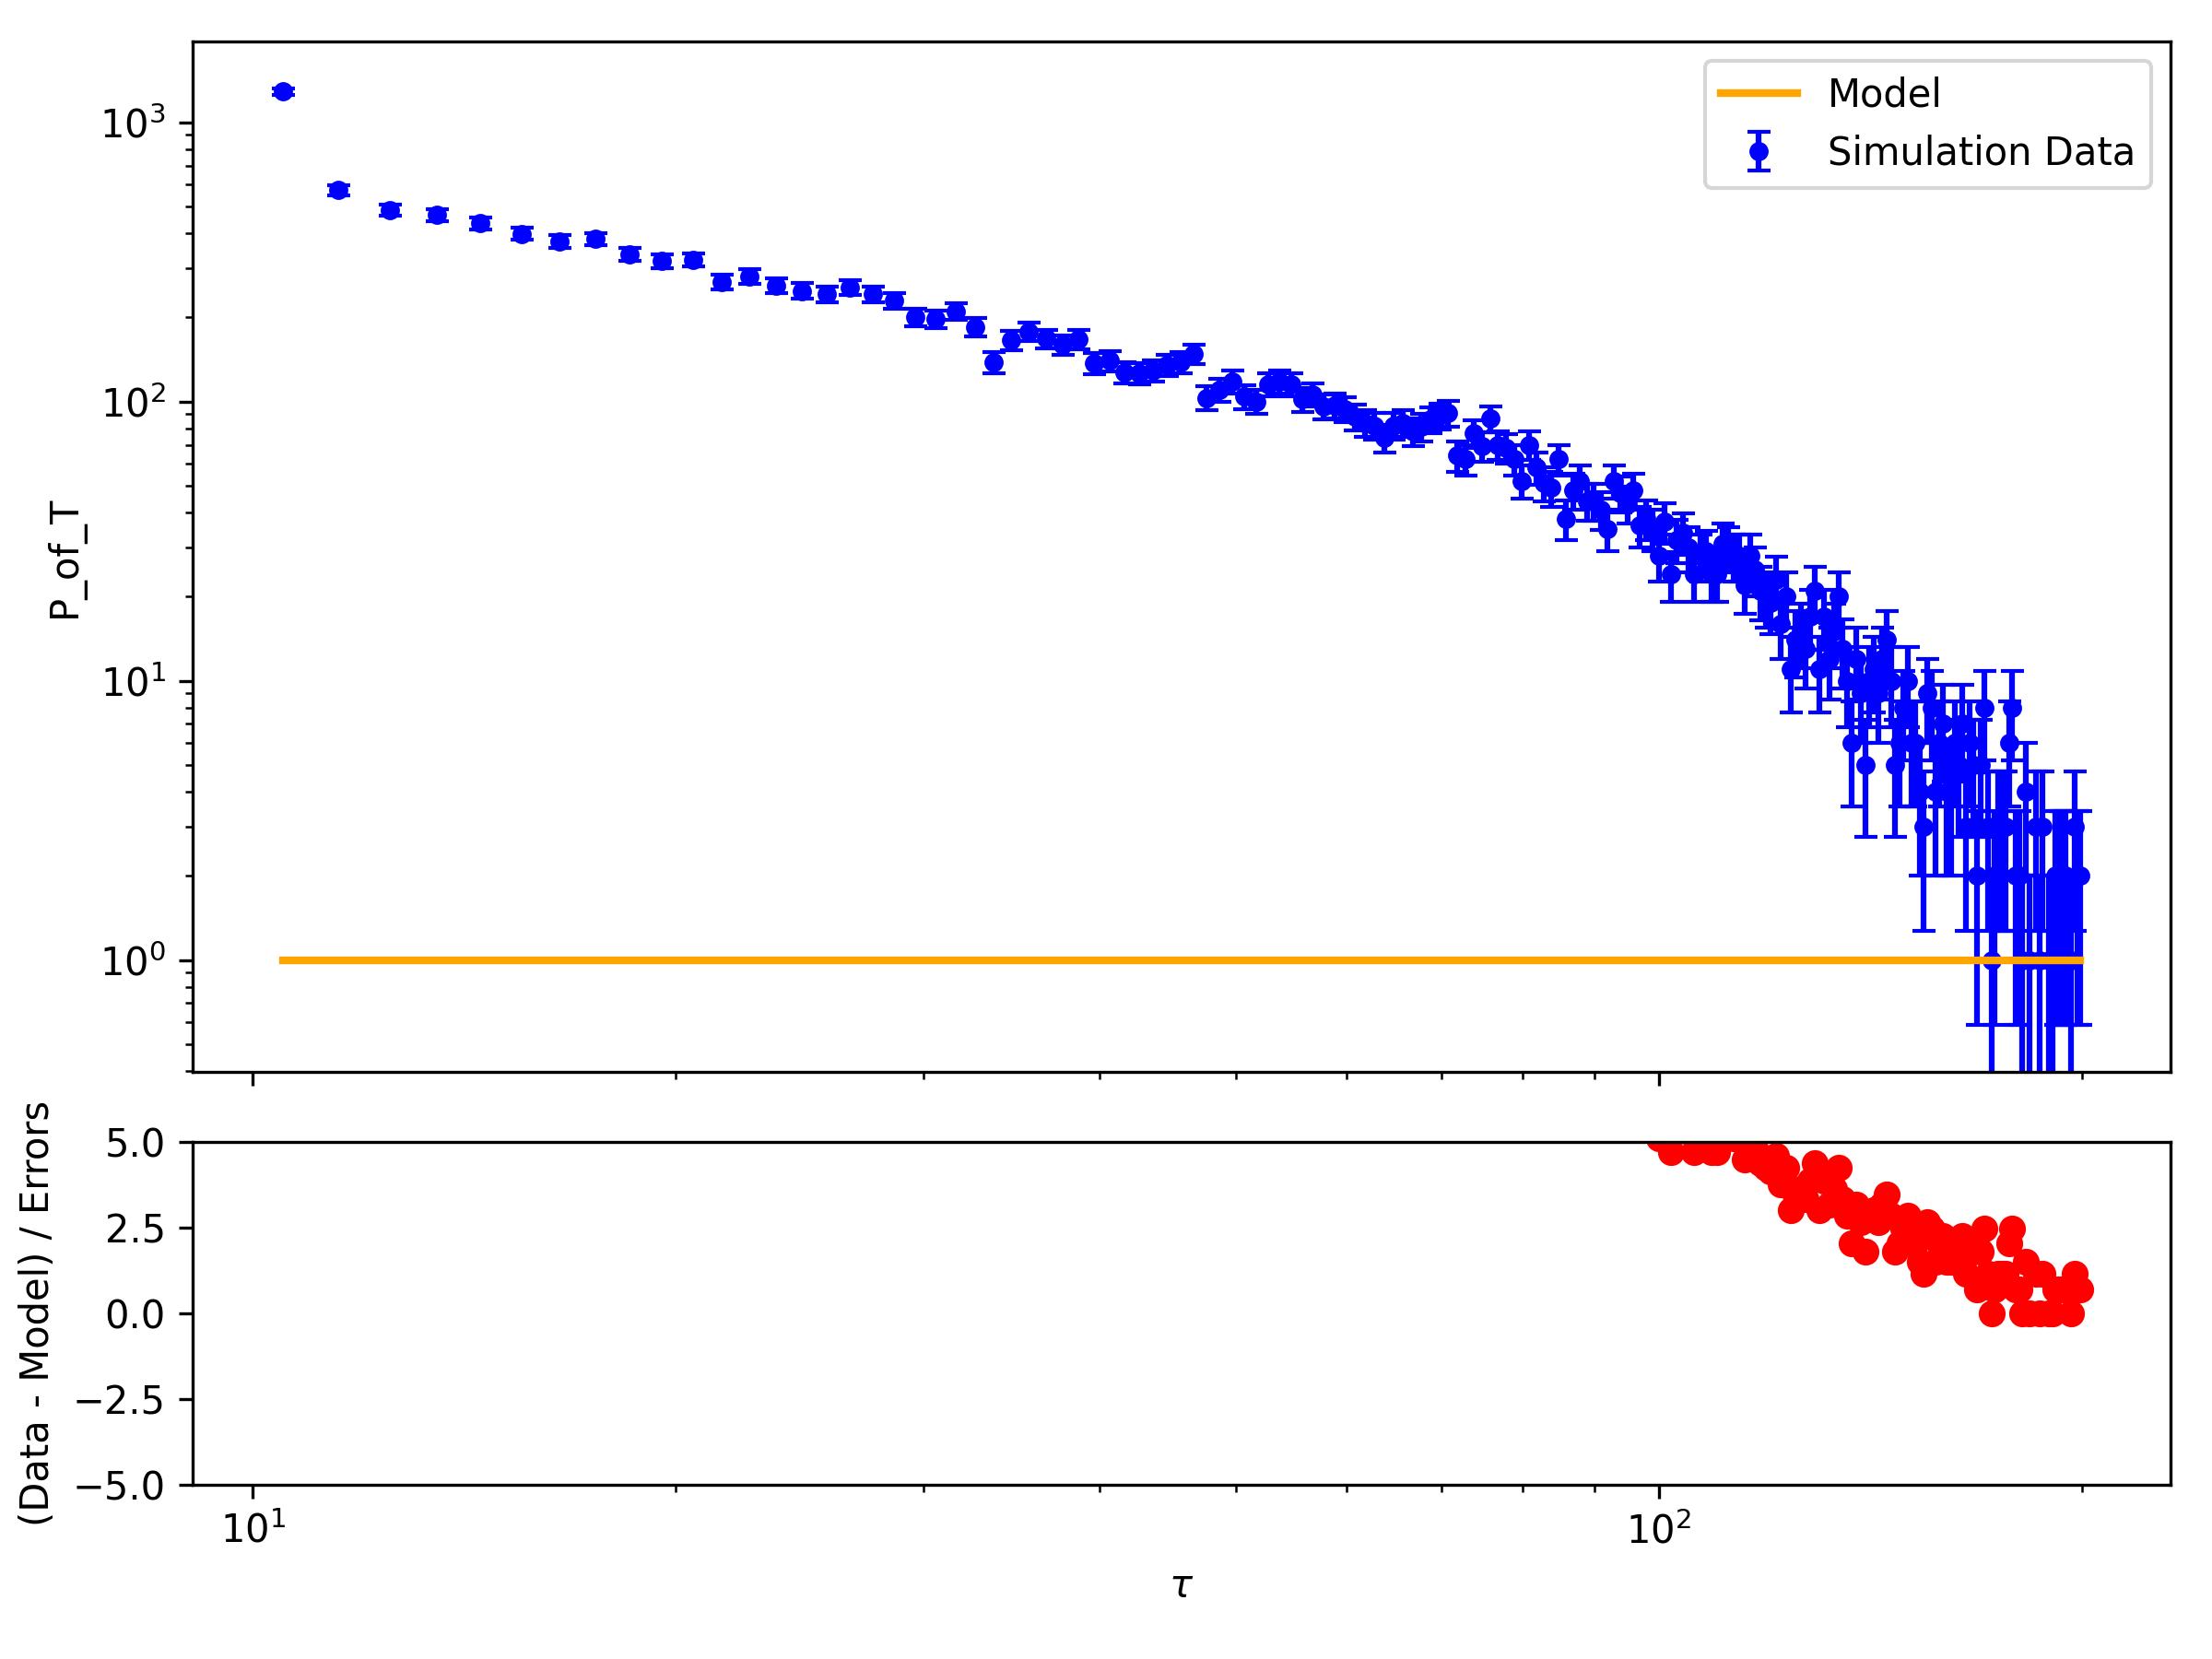 Model
Simulation Data
10³
10²
10¹
10⁰
P_of_T
5.0
2.5
0.0
−2.5
−5.0
(Data - Model) / Errors
10¹
10²
τ